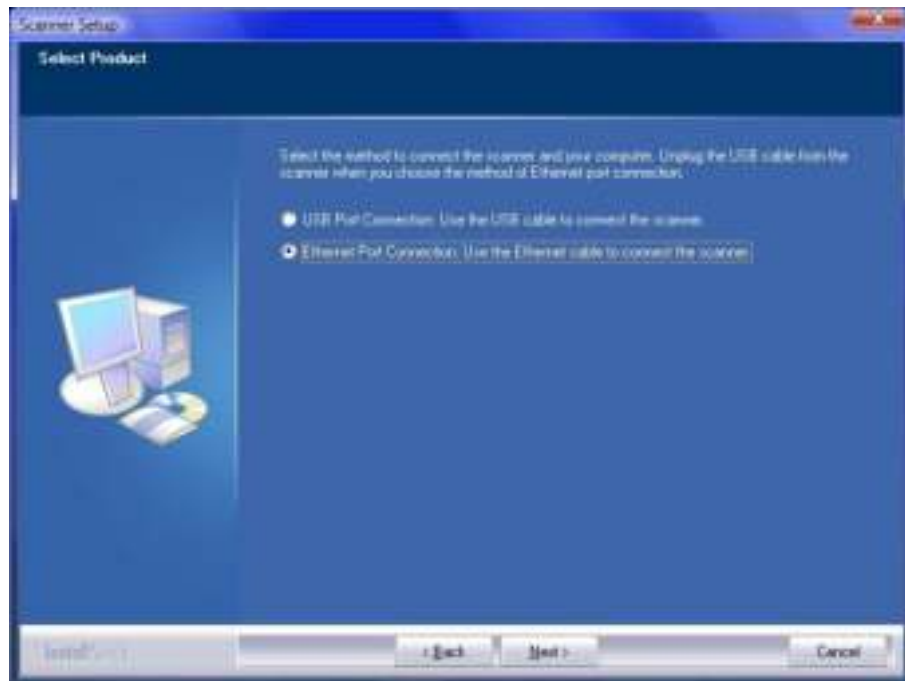 Scanner Setup
Select Product
Select the method to connect the scanner and your computer. Unplug the USB cable from the
scanner when you choose the method of Ethernet port connection.
USB Port Connection: Use the USB cable to connect the scanner.
Ethernet Port Connection: Use the Ethernet cable to connect the scanner.
< Back
Next >
Cancel